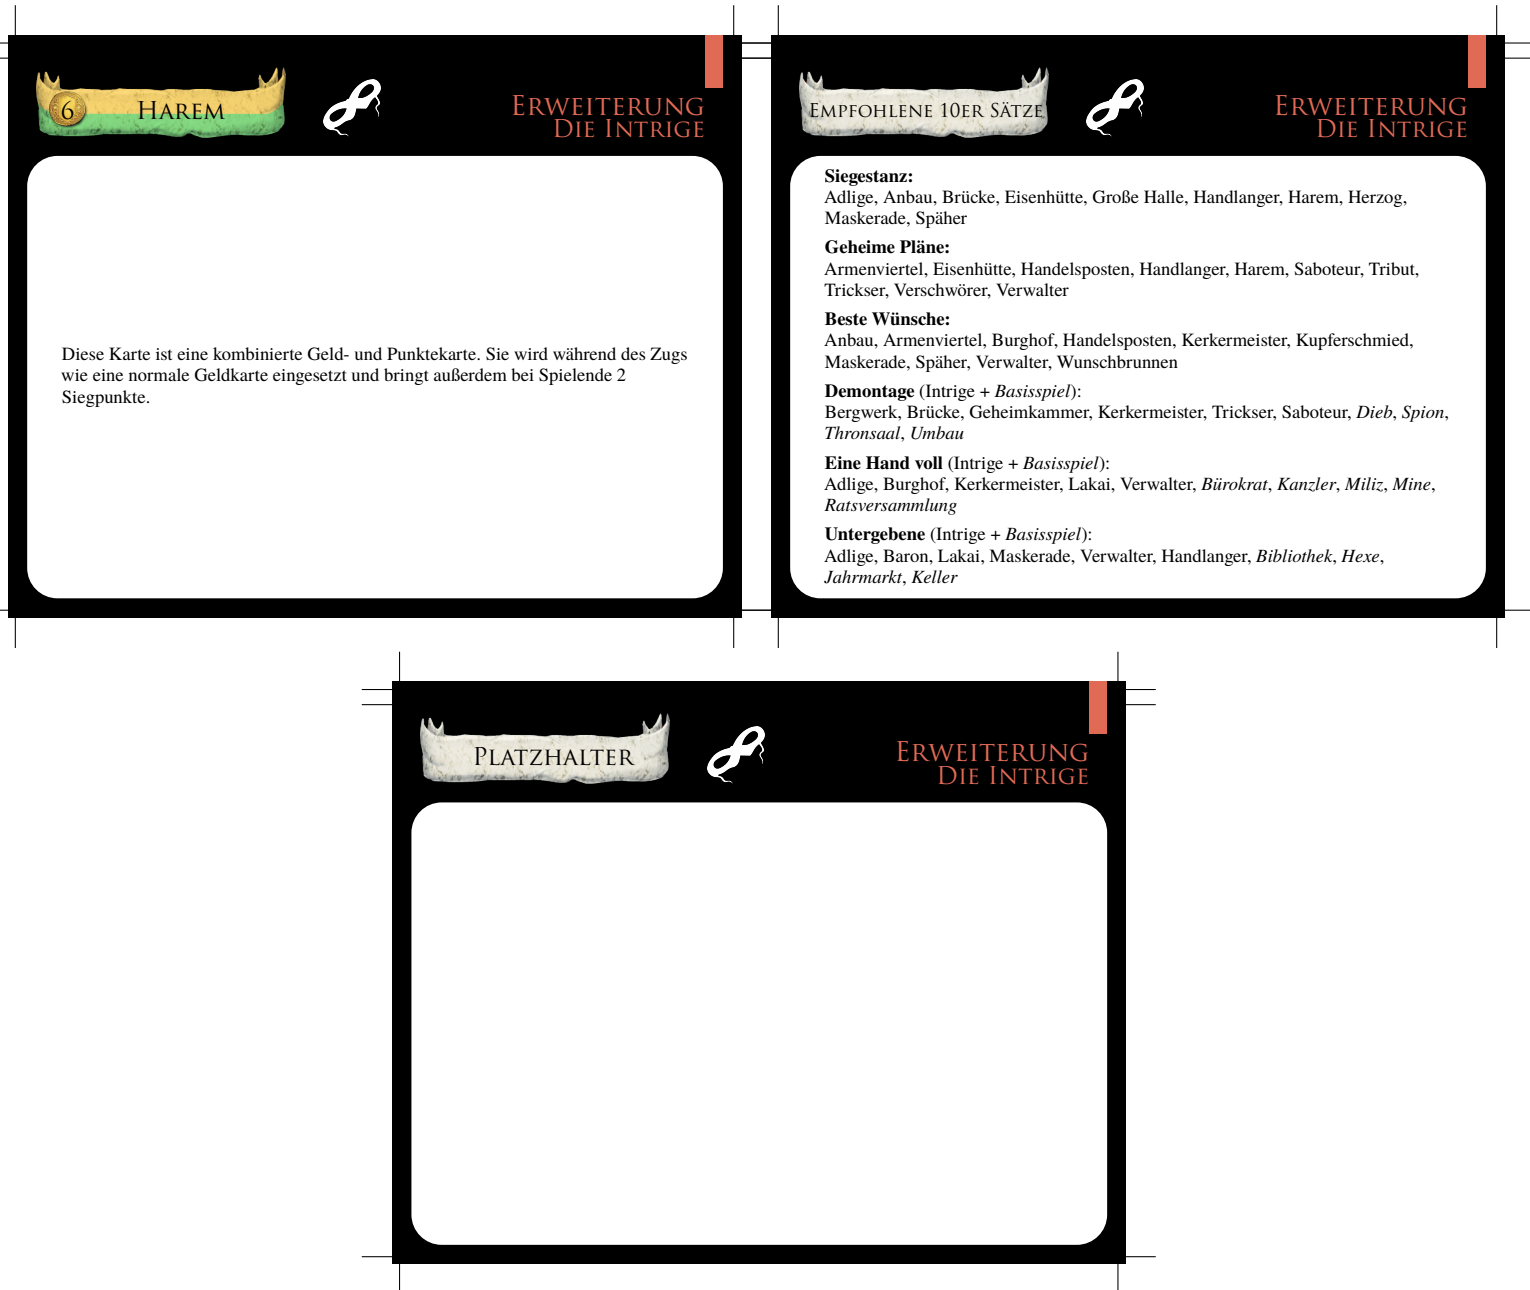 6
HAREM
ERWEITERUNG
DIE INTRIGE
Diese Karte ist eine kombinierte Geld- und Punktekarte. Sie wird während des Zugs
wie eine normale Geldkarte eingesetzt und bringt außerdem bei Spielende 2
Siegpunkte.
EMPFOHLENE 10ER SÄTZE
ERWEITERUNG
DIE INTRIGE
Siegestanz:
Adlige, Anbau, Brücke, Eisenhütte, Große Halle, Handlanger, Harem, Herzog,
Maskerade, Späher
Geheime Pläne:
Armenviertel, Eisenhütte, Handelsposten, Handlanger, Harem, Saboteur, Tribut,
Trickser, Verschwörer, Verwalter
Beste Wünsche:
Anbau, Armenviertel, Burghof, Handelsposten, Kerkermeister, Kupferschmied,
Maskerade, Späher, Verwalter, Wunschbrunnen
Demontage (Intrige + Basisspiel):
Bergwerk, Brücke, Geheimkammer, Kerkermeister, Trickser, Saboteur, Dieb, Spion,
Thronsaal, Umbau
Eine Hand voll (Intrige + Basisspiel):
Adlige, Burghof, Kerkermeister, Lakai, Verwalter, Bürokrat, Kanzler, Miliz, Mine,
Ratsversammlung
Untergebene (Intrige + Basisspiel):
Adlige, Baron, Lakai, Maskerade, Verwalter, Handlanger, Bibliothek, Hexe,
Jahrmarkt, Keller
PLATZHALTER
ERWEITERUNG
DIE INTRIGE